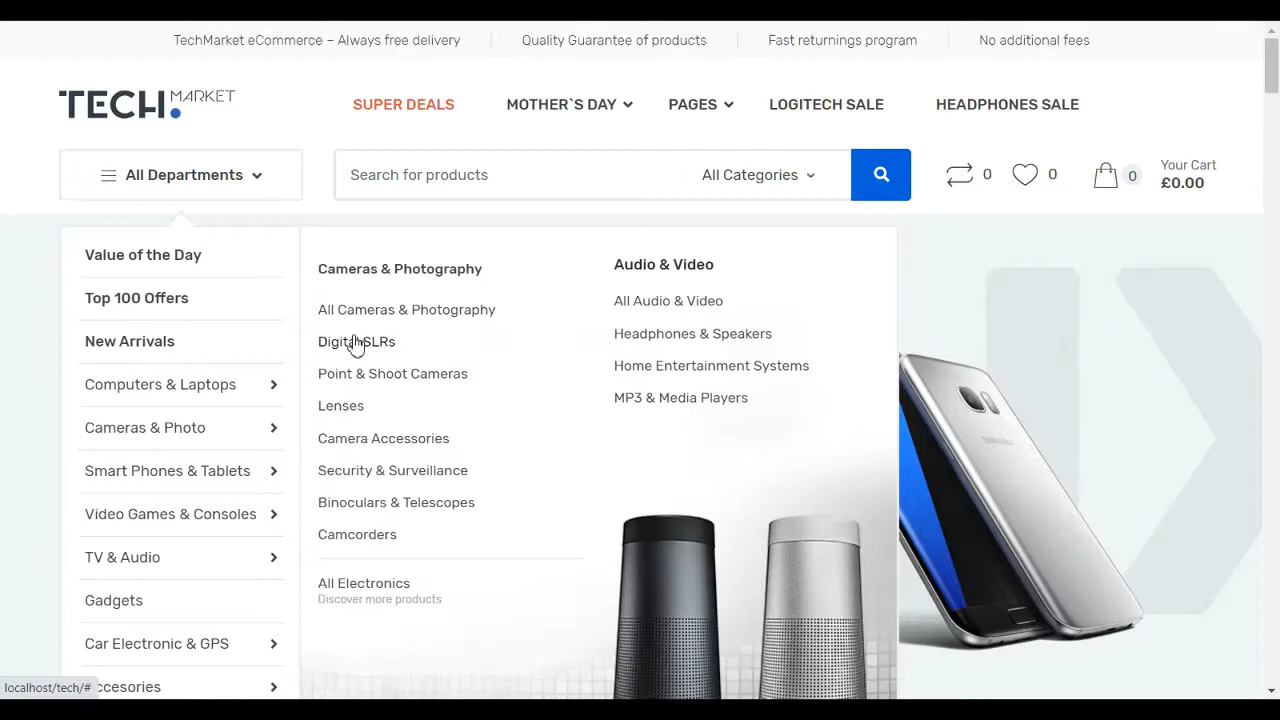 TechMarket eCommerce – Always free delivery
Quality Guarantee of products
Fast returnings program
No additional fees
TECH MARKET
SUPER DEALS
MOTHER`S DAY
PAGES
LOGITECH SALE
HEADPHONES SALE
All Departments
Search for products
All Categories
0
0
0
Your Cart
£0.00
Value of the Day
Top 100 Offers
New Arrivals
Computers & Laptops
Cameras & Photo
Smart Phones & Tablets
Video Games & Consoles
TV & Audio
Gadgets
Car Electronic & GPS
ccesories
Cameras & Photography
All Cameras & Photography
Digital SLRs
Point & Shoot Cameras
Lenses
Camera Accessories
Security & Surveillance
Binoculars & Telescopes
Camcorders
All Electronics
Discover more products
Audio & Video
All Audio & Video
Headphones & Speakers
Home Entertainment Systems
MP3 & Media Players
SAMSUNG
localhost/tech/#